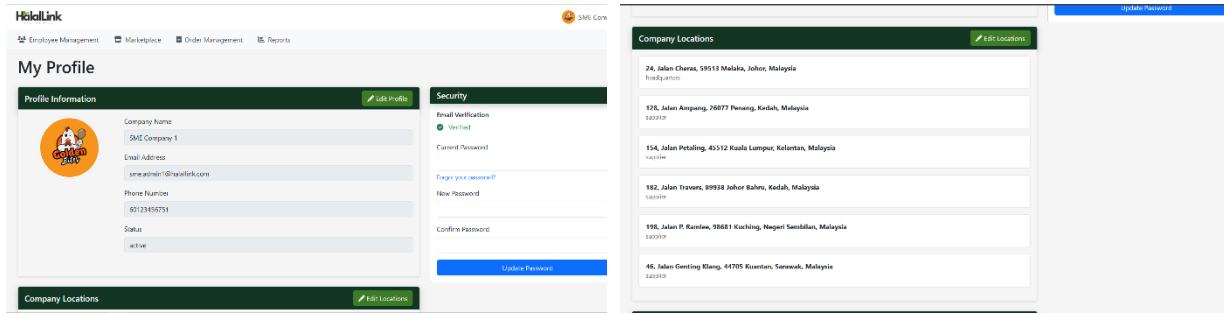 HalalLink
SME Com
Employee Management Marketplace Order Management Reports
My Profile
Profile Information
Edit Profile
Golden
Company Name
SME Company 1
Email Address
sme.admin1@halallink.com
Phone Number
60123456751
Status
active
Security
Email Verification
Verified
Current Password
Forgot your password?
New Password
Confirm Password
Update Password
Company Locations
Edit Locations
Update Password
Company Locations
Edit Locations
24, Jalan Cheras, 59513 Melaka, Johor, Malaysia
headquarters
128, Jalan Ampang, 26077 Penang, Kedah, Malaysia
supplier
154, Jalan Petaling, 45512 Kuala Lumpur, Kelantan, Malaysia
supplier
182, Jalan Travers, 89938 Johor Bahru, Kedah, Malaysia
supplier
198, Jalan P. Ramlee, 98681 Kuching, Negeri Sembilan, Malaysia
supplier
46, Jalan Genting Klang, 44705 Kuantan, Sarawak, Malaysia
supplier